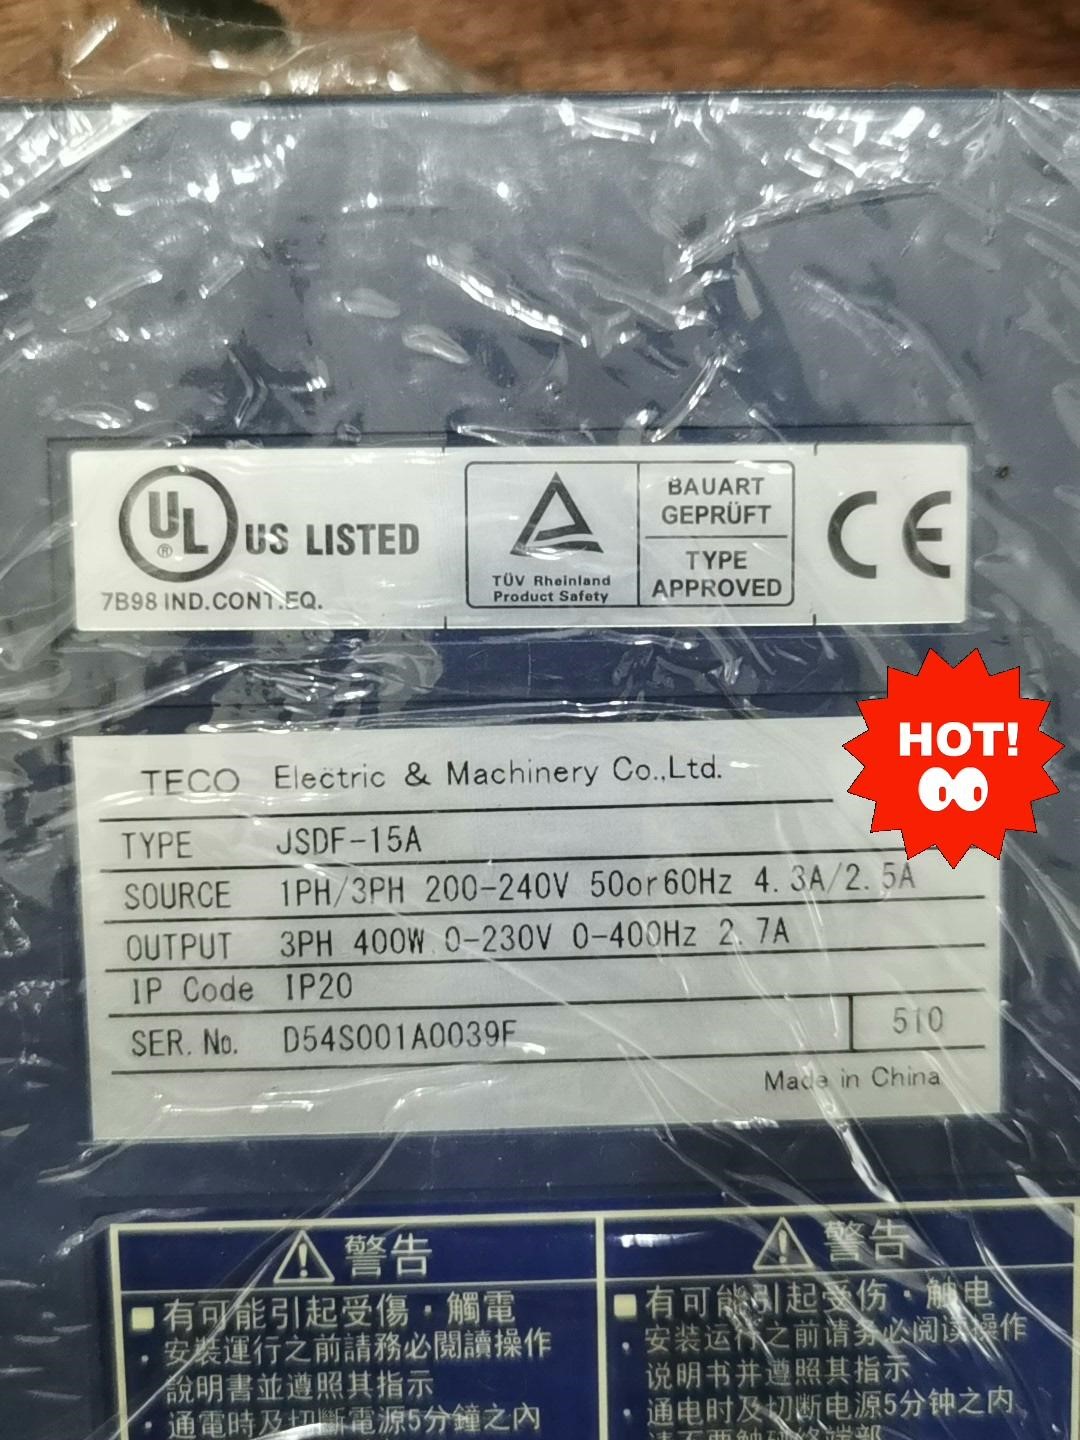 UL® US LISTED
7B98 IND.CONT.EQ.
TÜV Rheinland
Product Safety
BAUART
GEPRÜFT
TYPE
APPROVED
CE
HOT!
TECO Electric & Machinery Co.,Ltd.
TYPE JSDF-15A
SOURCE 1PH/3PH 200-240V 50or60Hz 4.3A/2.5A
OUTPUT 3PH 400W 0-230V 0-400Hz 2.7A
IP Code IP20
SER. No. D54S001A0039F 510
Made in China
警告
有可能引起受傷・觸電
・安裝運行之前請務必閱讀操作
說明書並遵照其指示
・通電時及切斷電源5分鐘之內
警告
有可能引起受伤・触电
・安装运行之前请务必阅读操作
说明书并遵照其指示
・通电时及切断电源5分钟之内